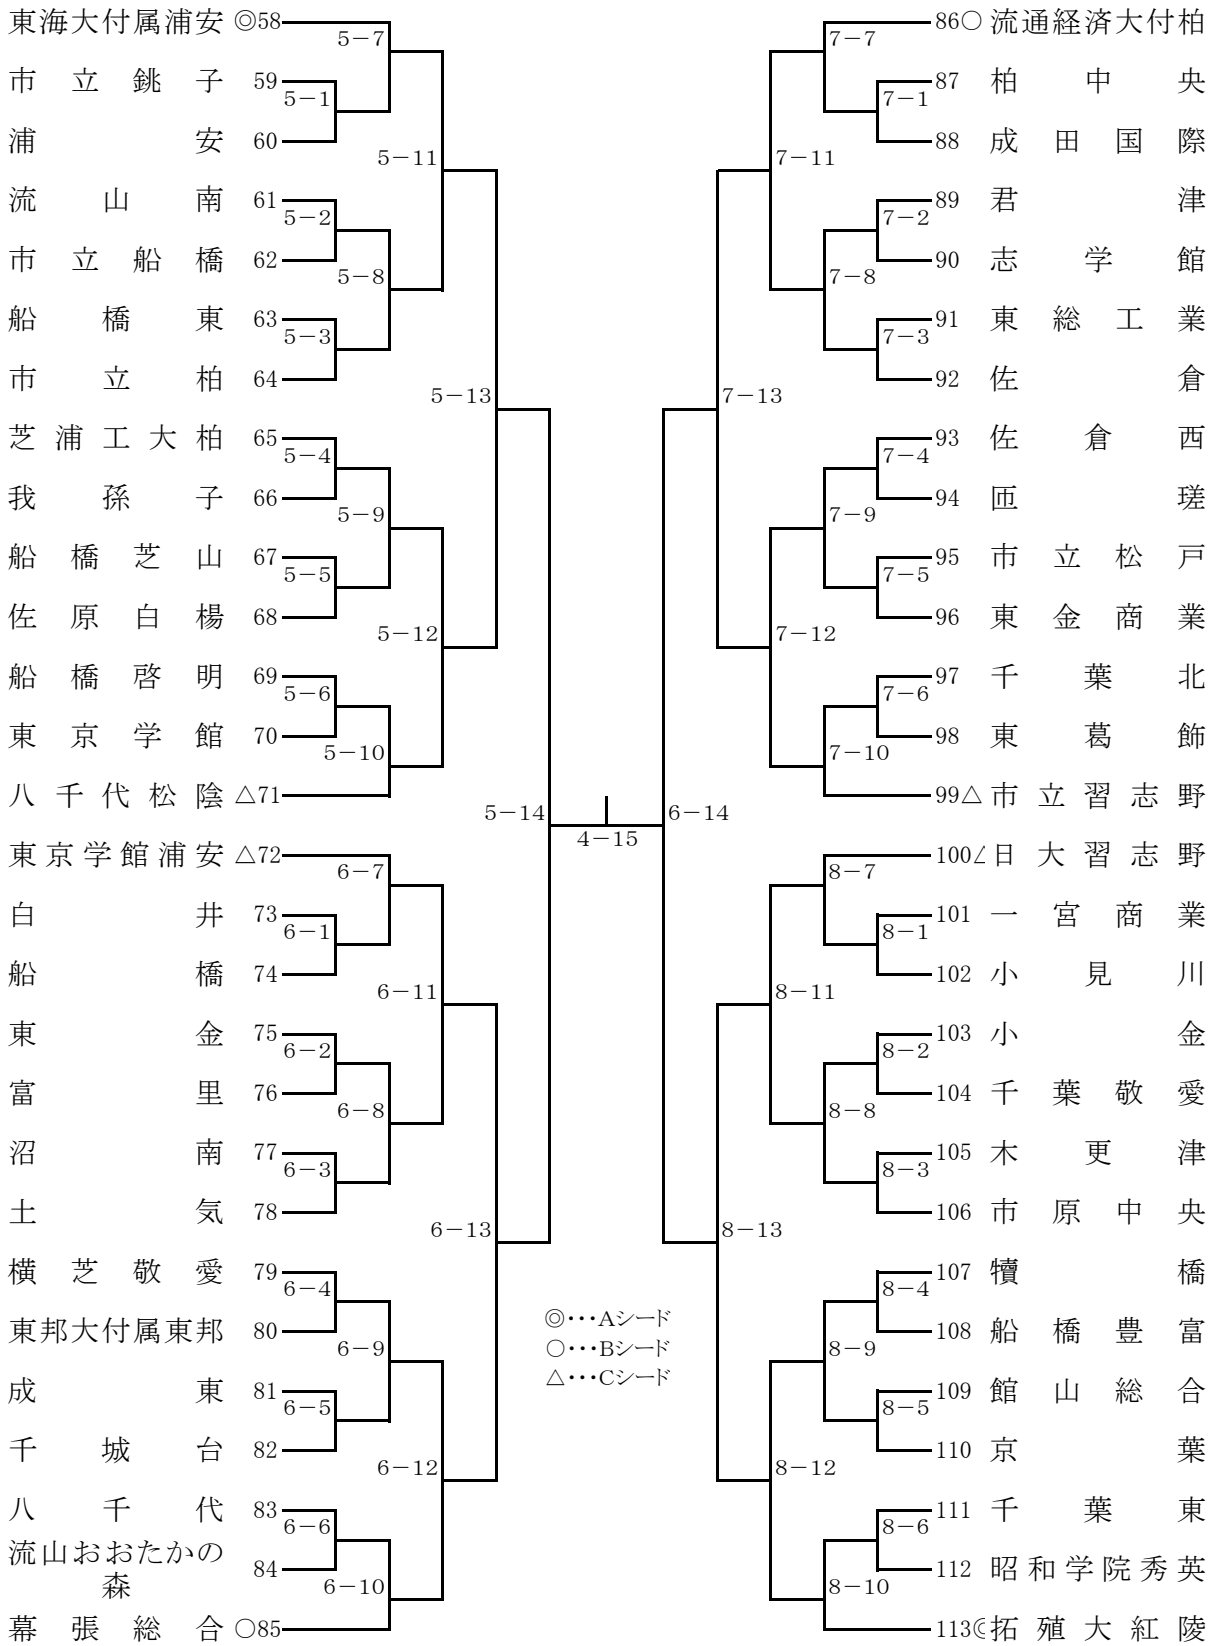 東海大付属浦安 ◎58
市立銚子 59
浦安 60
流山南 61
市立船橋 62
船橋東 63
市立柏 64
芝浦工大柏 65
我孫子 66
船橋芝山 67
佐原白楊 68
船橋啓明 69
東京学館 70
八千代松陰 △71
東京学館浦安 △72
白井 73
船橋 74
東金 75
富里 76
沼南 77
土気 78
横芝敬愛 79
東邦大付属東邦 80
成東 81
千城台 82
八千代 83
流山おおたかの
森 84
幕張総合 ○85
5-7
5-1
5-11
5-2
5-8
5-3
5-13
5-4
5-9
5-5
5-12
5-6
5-10
5-14
6-7
6-1
6-11
6-2
6-8
6-3
6-13
6-4
6-9
6-5
6-12
6-6
6-10
4-15
◎・・・Aシード
○・・・Bシード
△・・・Cシード
86○ 流通経済大付柏
87 柏中央
88 成田国際
89 君津
90 志学館
91 東総工業
92 佐倉
93 佐倉西
94 匝瑳
95 市立松戸
96 東金商業
97 千葉北
98 東葛飾
99△ 市立習志野
100△ 日大習志野
101 一宮商業
102 小見川
103 小金
104 千葉敬愛
105 木更津
106 市原中央
107 犢橋
108 船橋豊富
109 館山総合
110 京葉
111 千葉東
112 昭和学院秀英
113◎ 拓殖大紅陵
7-7
7-1
7-11
7-2
7-8
7-3
7-13
7-4
7-9
7-5
7-12
7-6
7-10
6-14
8-7
8-1
8-11
8-2
8-8
8-3
8-13
8-4
8-9
8-5
8-12
8-6
8-10